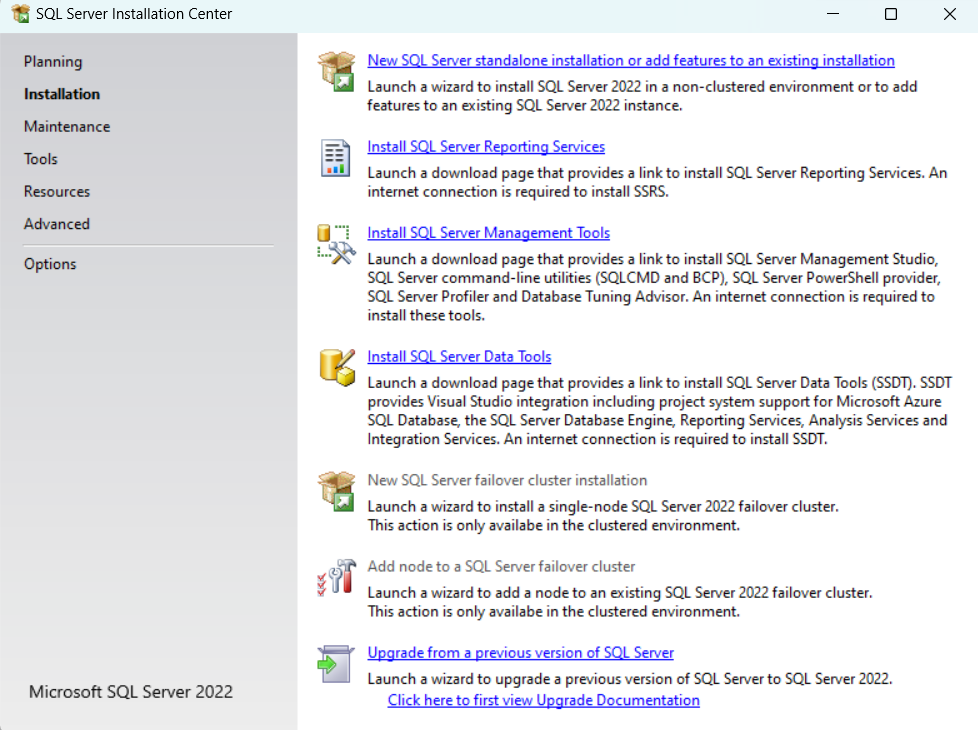 SQL Server Installation Center
Planning
Installation
Maintenance
Tools
Resources
Advanced
Options
Microsoft SQL Server 2022
New SQL Server standalone installation or add features to an existing installation
Launch a wizard to install SQL Server 2022 in a non-clustered environment or to add
features to an existing SQL Server 2022 instance.
Install SQL Server Reporting Services
Launch a download page that provides a link to install SQL Server Reporting Services. An
internet connection is required to install SSRS.
Install SQL Server Management Tools
Launch a download page that provides a link to install SQL Server Management Studio,
SQL Server command-line utilities (SQLCMD and BCP), SQL Server PowerShell provider,
SQL Server Profiler and Database Tuning Advisor. An internet connection is required to
install these tools.
Install SQL Server Data Tools
Launch a download page that provides a link to install SQL Server Data Tools (SSDT). SSDT
provides Visual Studio integration including project system support for Microsoft Azure
SQL Database, the SQL Server Database Engine, Reporting Services, Analysis Services and
Integration Services. An internet connection is required to install SSDT.
New SQL Server failover cluster installation
Launch a wizard to install a single-node SQL Server 2022 failover cluster.
This action is only availabe in the clustered environment.
Add node to a SQL Server failover cluster
Launch a wizard to add a node to an existing SQL Server 2022 failover cluster.
This action is only availabe in the clustered environment.
Upgrade from a previous version of SQL Server
Launch a wizard to upgrade a previous version of SQL Server to SQL Server 2022.
Click here to first view Upgrade Documentation